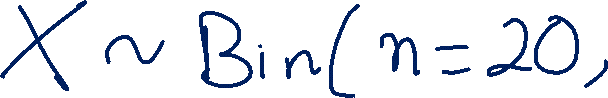 X ~ Bin( n=20,